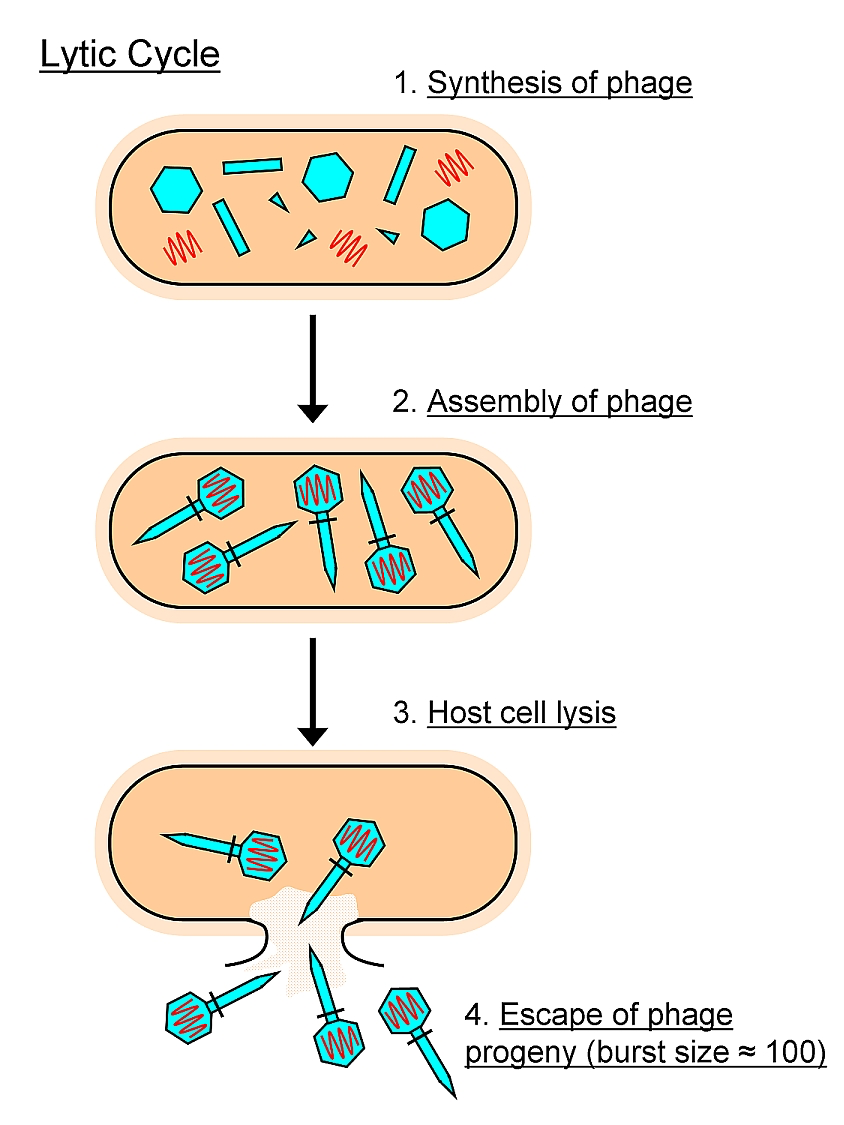 Lytic Cycle
1. Synthesis of phage
2. Assembly of phage
3. Host cell lysis
4. Escape of phage
progeny (burst size ≈ 100)